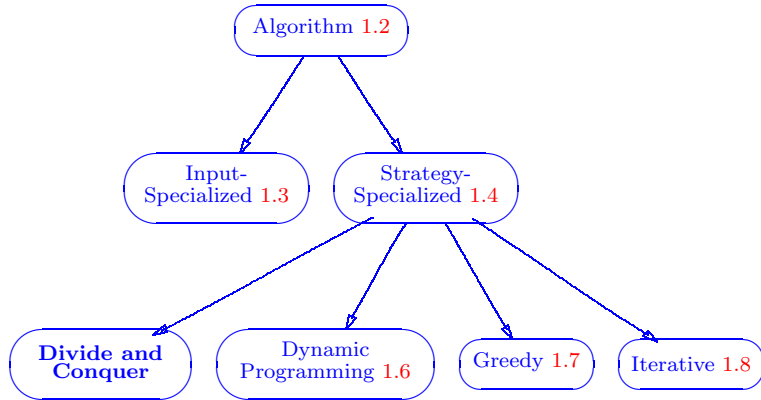 Algorithm 1.2
Input-
Specialized 1.3
Strategy-
Specialized 1.4
Divide and
Conquer
Dynamic
Programming 1.6
Greedy 1.7
Iterative 1.8